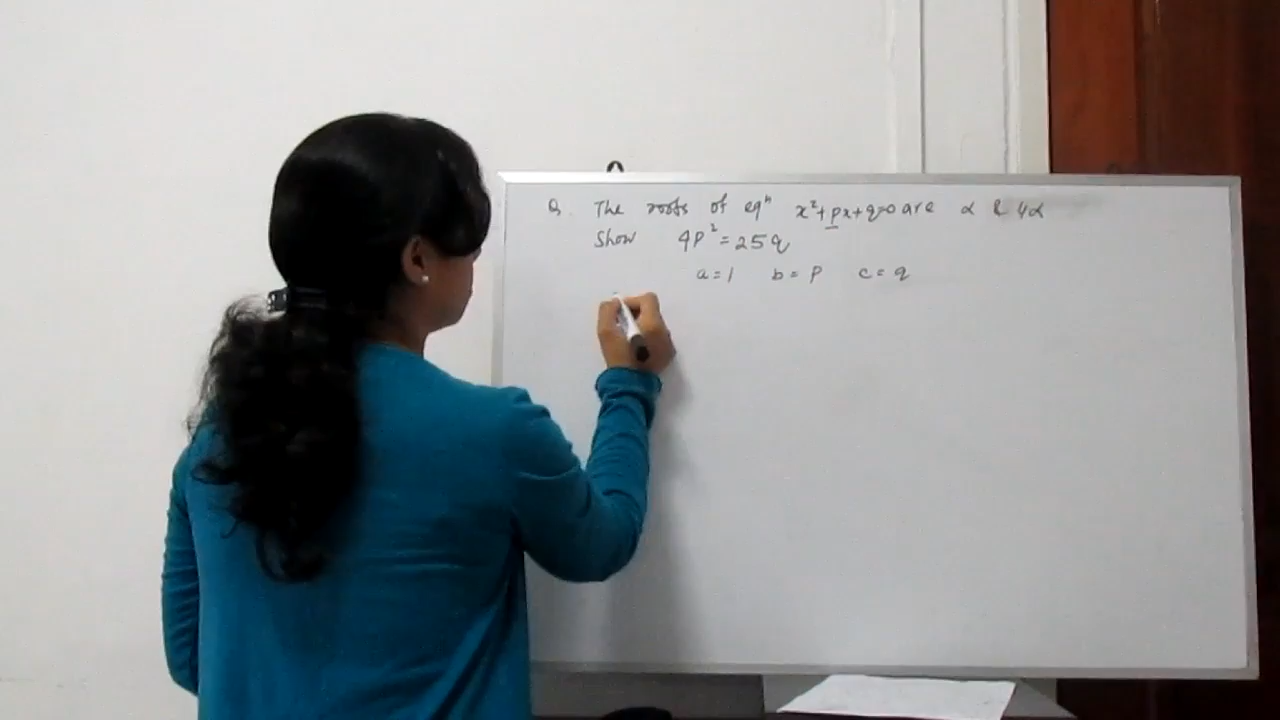 Q. The roots of eqⁿ x²+px+q=0 are α & 4α
Show 4P²=25q
a=1 b=P c=q